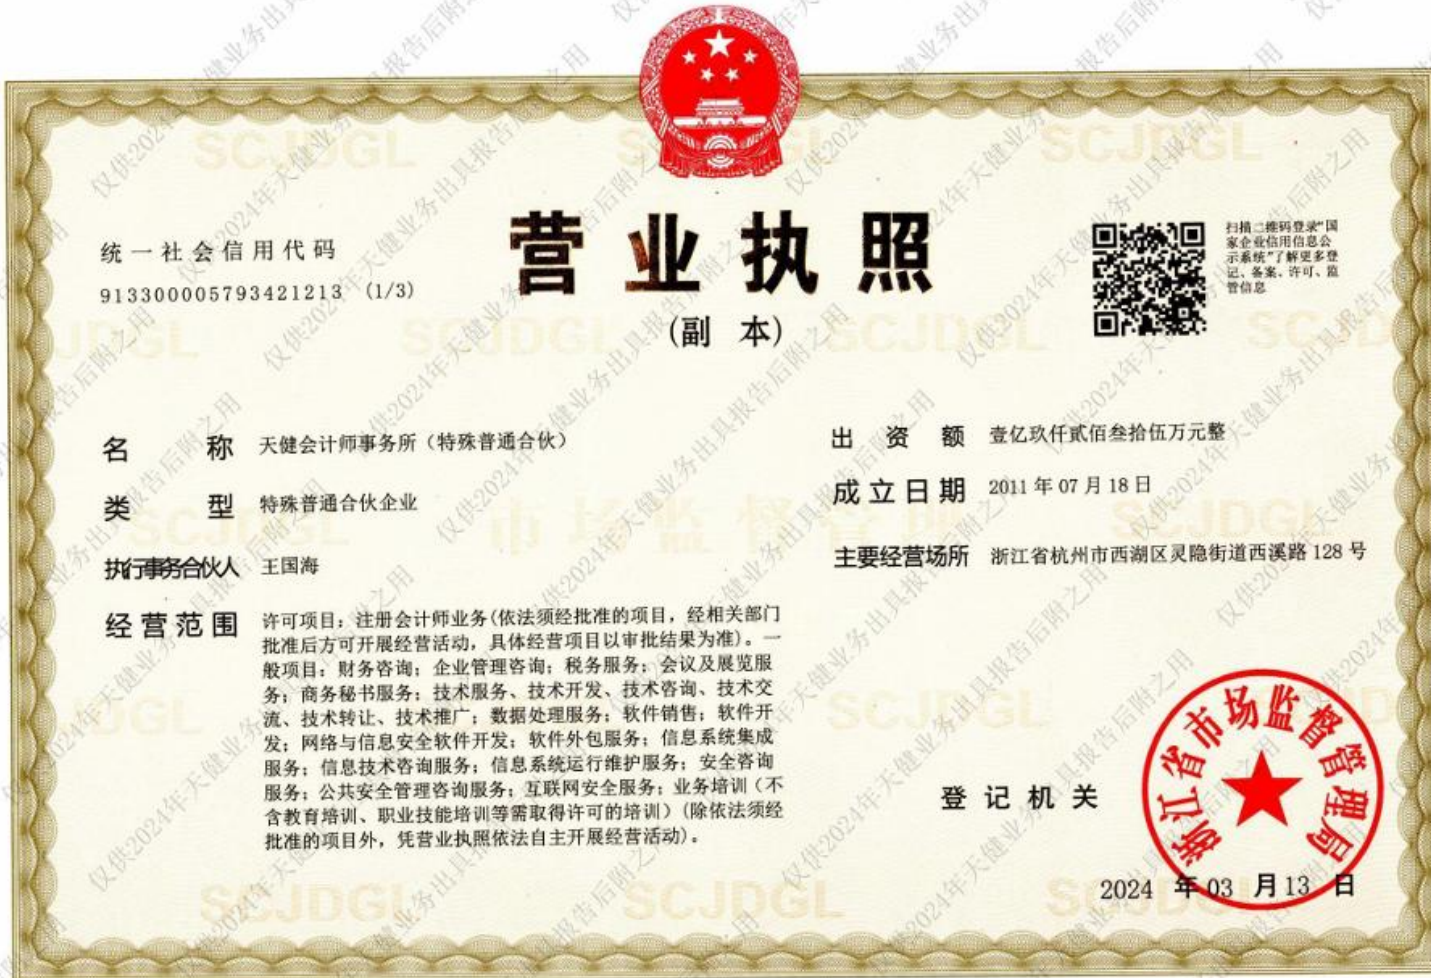 营业执照
(副 本)
统一社会信用代码
913300005793421213 (1/3)
扫描二维码登录“国
家企业信用信息公
示系统”了解更多登
记、备案、许可、监
管信息
名 称 天健会计师事务所（特殊普通合伙）
类 型 特殊普通合伙企业
执行事务合伙人 王国海
经营范围 许可项目：注册会计师业务(依法须经批准的项目，经相关部门
批准后方可开展经营活动，具体经营项目以审批结果为准)。一
般项目：财务咨询；企业管理咨询；税务服务；会议及展览服
务；商务秘书服务；技术服务、技术开发、技术咨询、技术交
流、技术转让、技术推广；数据处理服务；软件销售；软件开
发；网络与信息安全软件开发；软件外包服务；信息系统集成
服务；信息技术咨询服务；信息系统运行维护服务；安全咨询
服务；公共安全管理咨询服务；互联网安全服务；业务培训（不
含教育培训、职业技能培训等需取得许可的培训）(除依法须经
批准的项目外，凭营业执照依法自主开展经营活动)。
出 资 额 壹亿玖仟贰佰叁拾伍万元整
成立日期 2011 年 07 月 18 日
主要经营场所 浙江省杭州市西湖区灵隐街道西溪路 128 号
登记机关
浙江省市场监督管理局
2024 年 03 月 13 日
仅供2024年天健业务出具报告后附之用
SCJDGL
市场监督管理